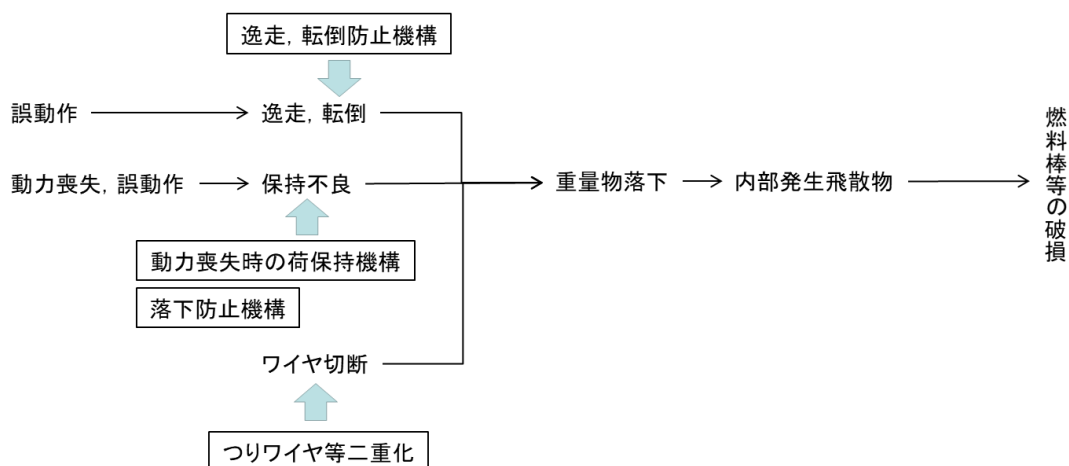 逸走，転倒防止機構
誤動作
逸走，転倒
動力喪失，誤動作
保持不良
重量物落下
内部発生飛散物
燃料棒等の破損
動力喪失時の荷保持機構
落下防止機構
ワイヤ切断
つりワイヤ等二重化